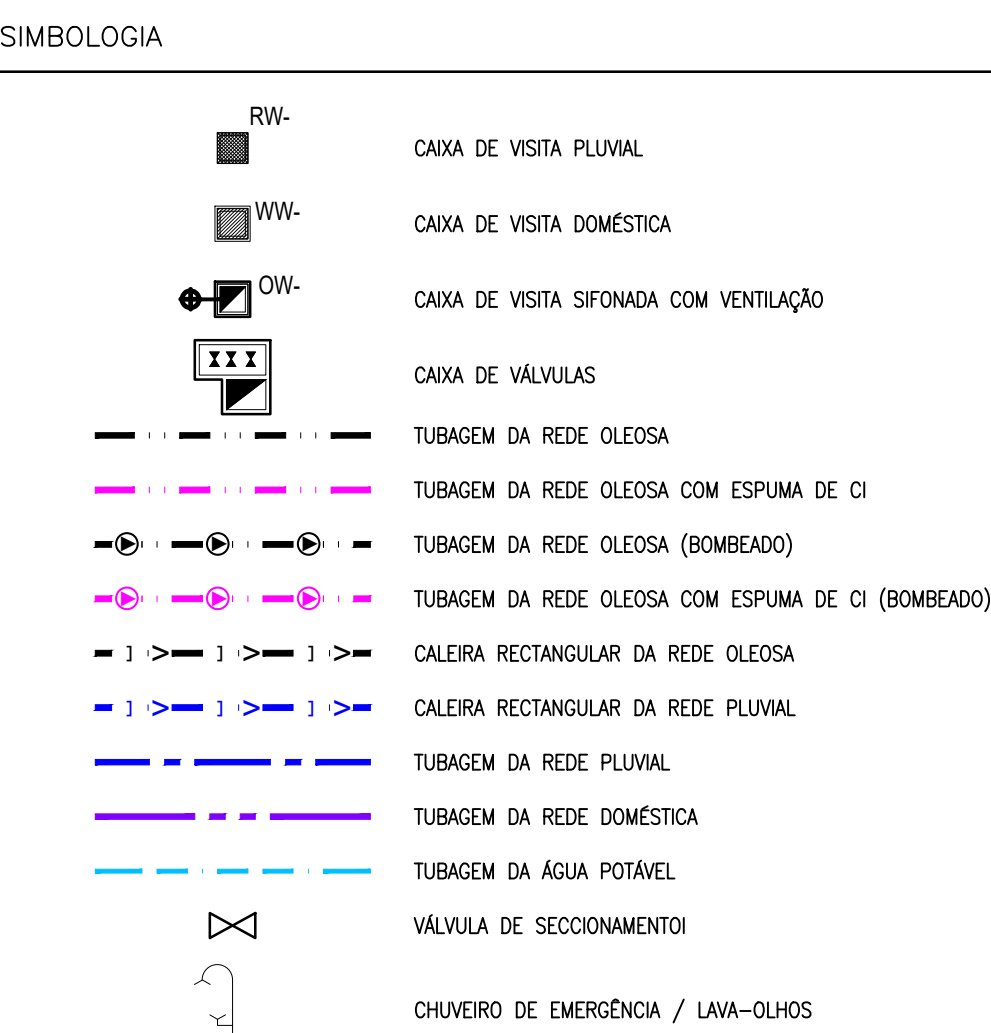 SIMBOLOGIA
RW-
CAIXA DE VISITA PLUVIAL
WW-
CAIXA DE VISITA DOMÉSTICA
OW-
CAIXA DE VISITA SIFONADA COM VENTILAÇÃO
CAIXA DE VÁLVULAS
TUBAGEM DA REDE OLEOSA
TUBAGEM DA REDE OLEOSA COM ESPUMA DE CI
TUBAGEM DA REDE OLEOSA (BOMBEADO)
TUBAGEM DA REDE OLEOSA COM ESPUMA DE CI (BOMBEADO)
CALEIRA RECTANGULAR DA REDE OLEOSA
CALEIRA RECTANGULAR DA REDE PLUVIAL
TUBAGEM DA REDE PLUVIAL
TUBAGEM DA REDE DOMÉSTICA
TUBAGEM DA ÁGUA POTÁVEL
VÁLVULA DE SECCIONAMENTOI
CHUVEIRO DE EMERGÊNCIA / LAVA-OLHOS